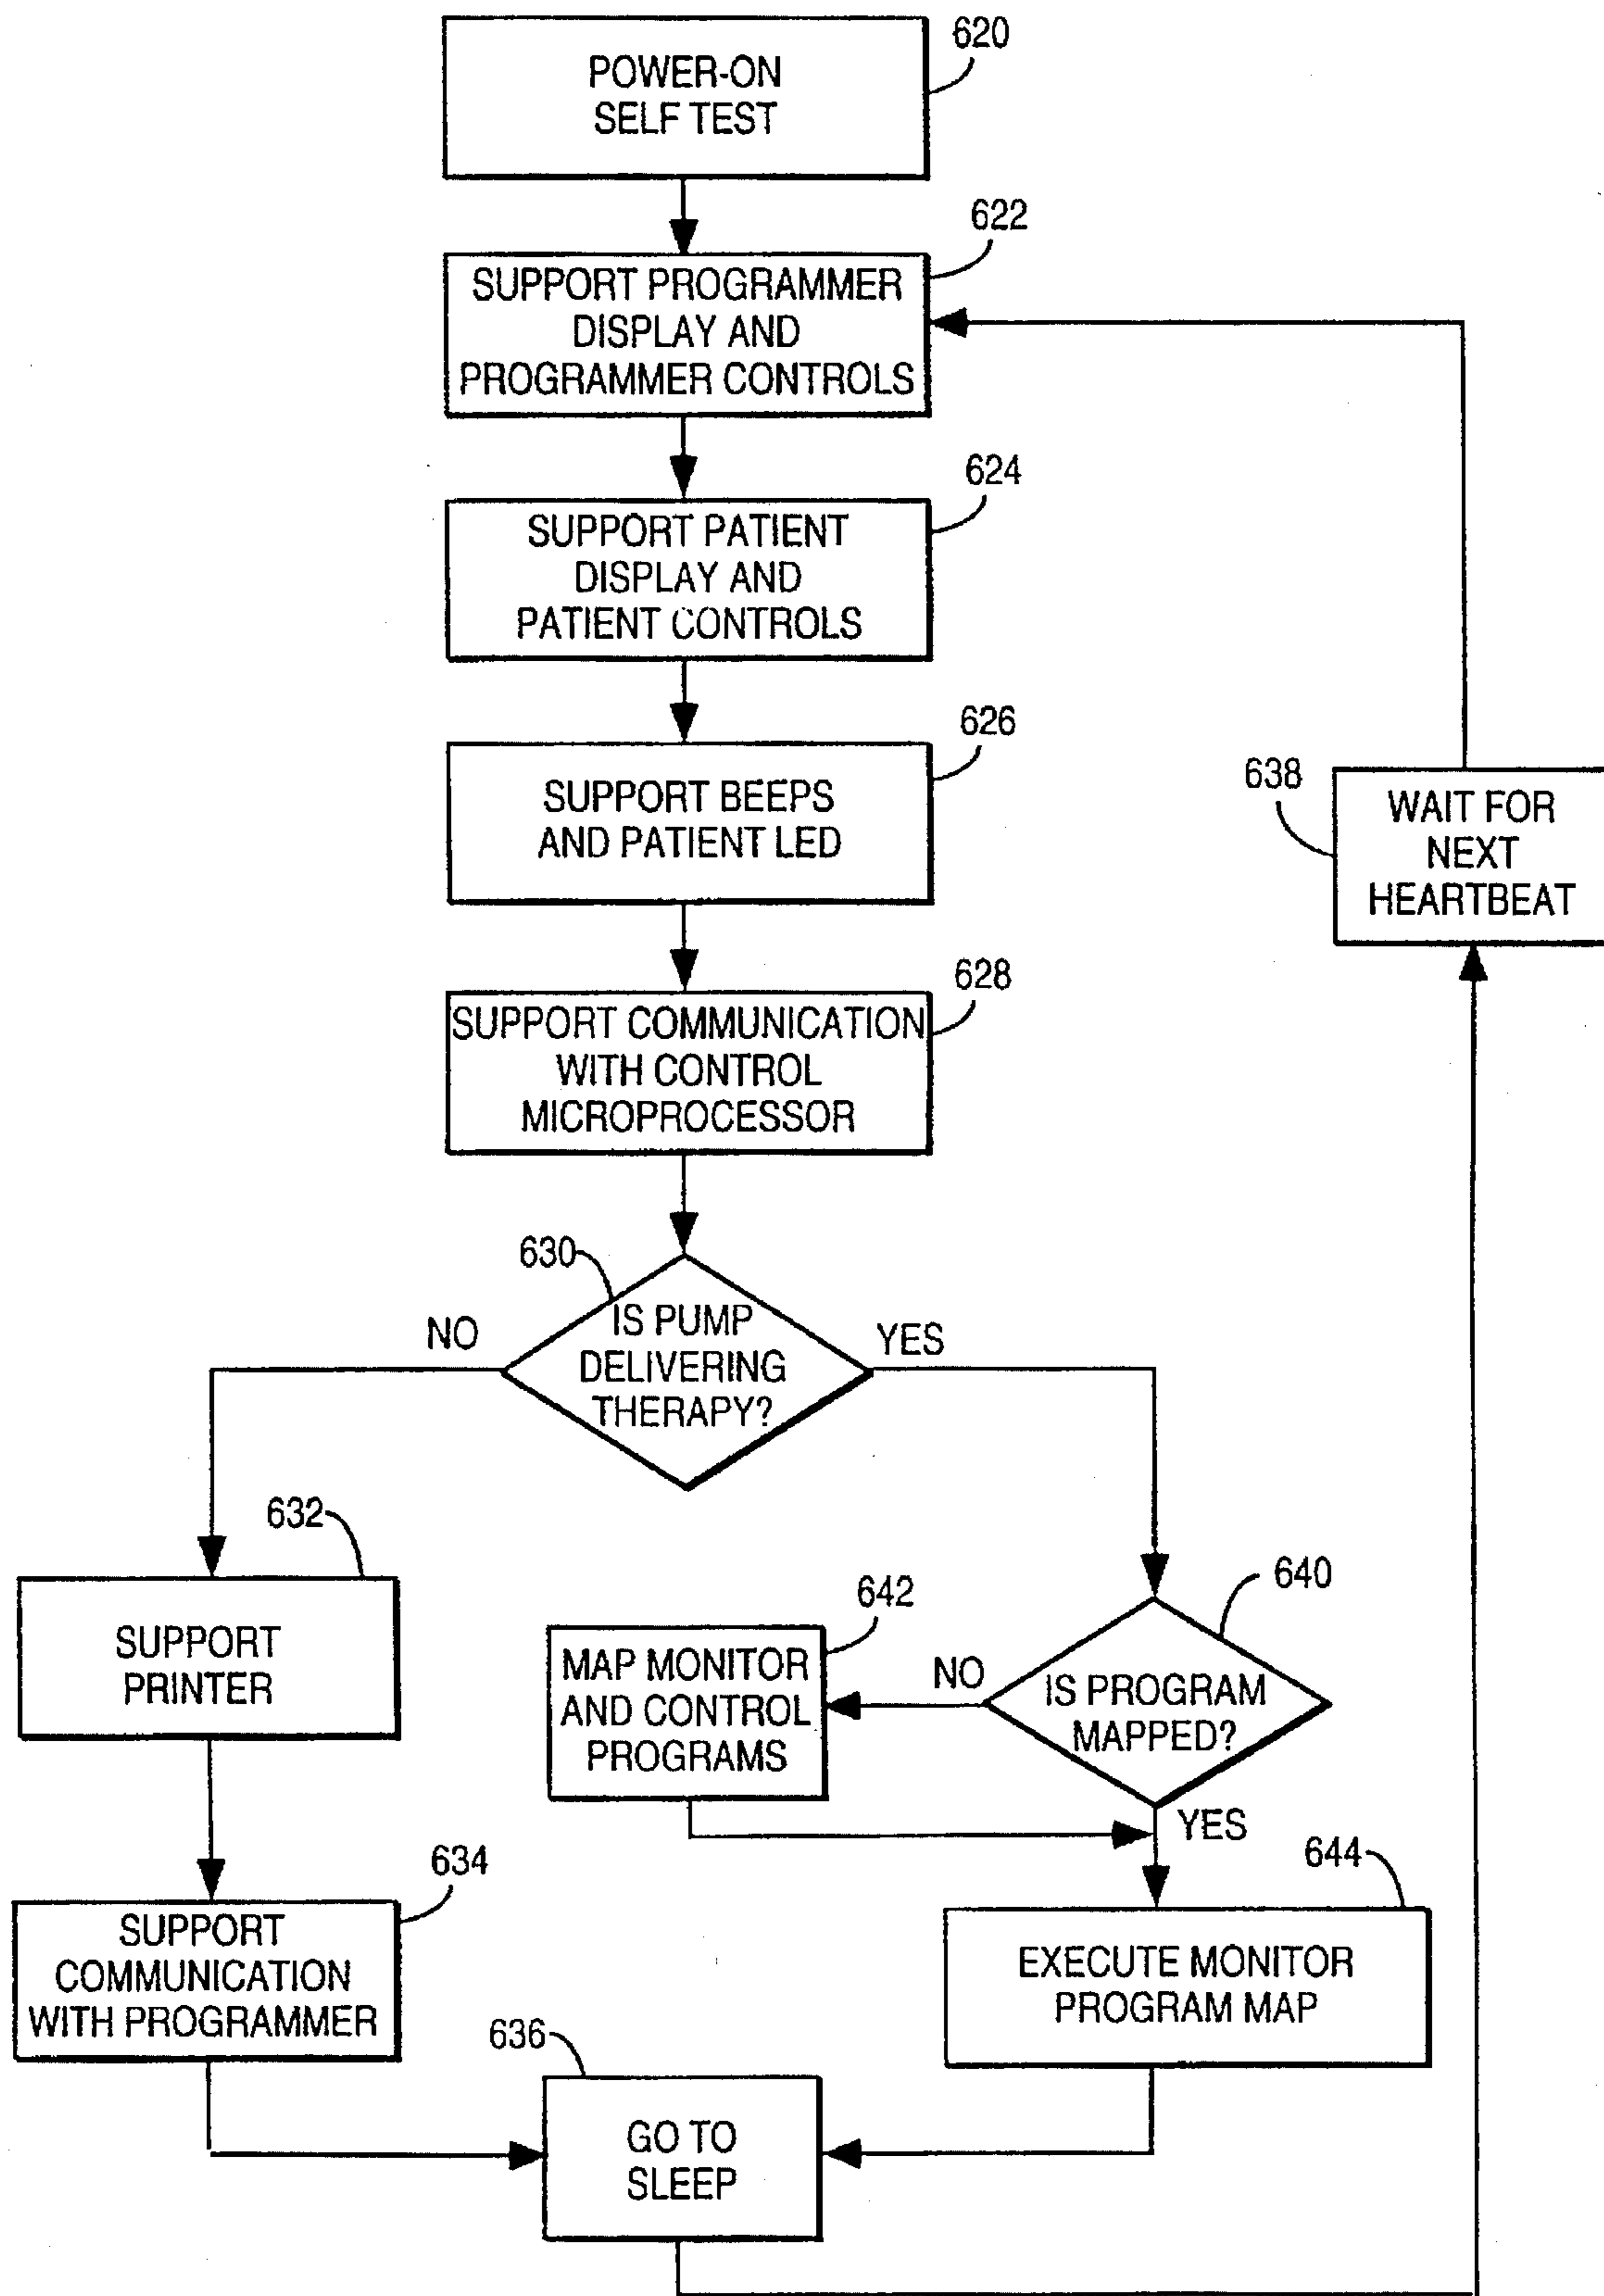 620
POWER-ON
SELF TEST
622
SUPPORT PROGRAMMER
DISPLAY AND
PROGRAMMER CONTROLS
624
SUPPORT PATIENT
DISPLAY AND
PATIENT CONTROLS
626
SUPPORT BEEPS
AND PATIENT LED
638
WAIT FOR
NEXT
HEARTBEAT
628
SUPPORT COMMUNICATION
WITH CONTROL
MICROPROCESSOR
630
IS PUMP
DELIVERING
THERAPY?
NO
YES
632
SUPPORT
PRINTER
640
IS PROGRAM
MAPPED?
NO
YES
642
MAP MONITOR
AND CONTROL
PROGRAMS
634
SUPPORT
COMMUNICATION
WITH PROGRAMMER
644
EXECUTE MONITOR
PROGRAM MAP
636
GO TO
SLEEP